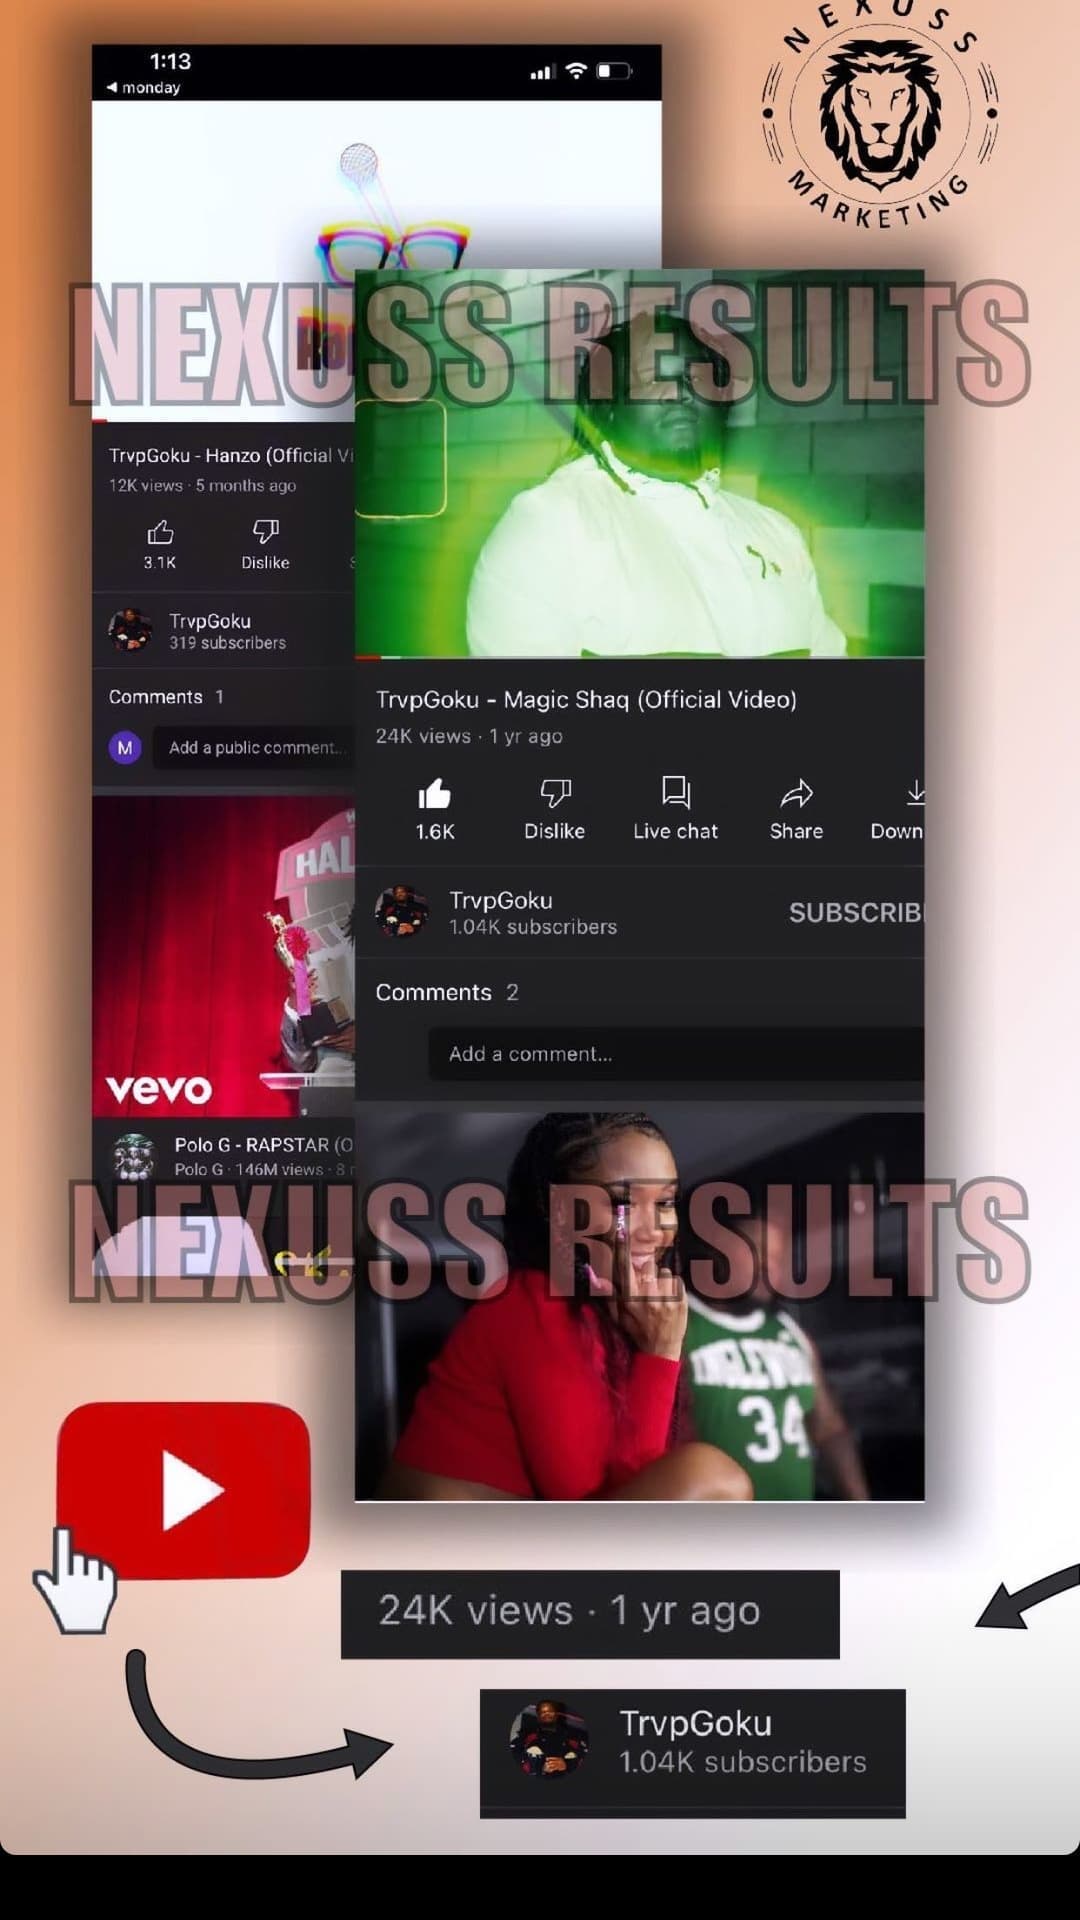 NEXUSS
MARKETING
1:13
◀ monday
NEXUSS RESULTS
TrvpGoku - Hanzo (Official Vi
12K views · 5 months ago
3.1K
Dislike
TrvpGoku
319 subscribers
Comments 1
M
Add a public comment...
HAL
vevo
Polo G - RAPSTAR (O
Polo G · 146M views · 8
TrvpGoku - Magic Shaq (Official Video)
24K views · 1 yr ago
1.6K
Dislike
Live chat
Share
Down
TrvpGoku
1.04K subscribers
SUBSCRIB
Comments 2
Add a comment...
NEXUSS RESULTS
34
24K views · 1 yr ago
TrvpGoku
1.04K subscribers